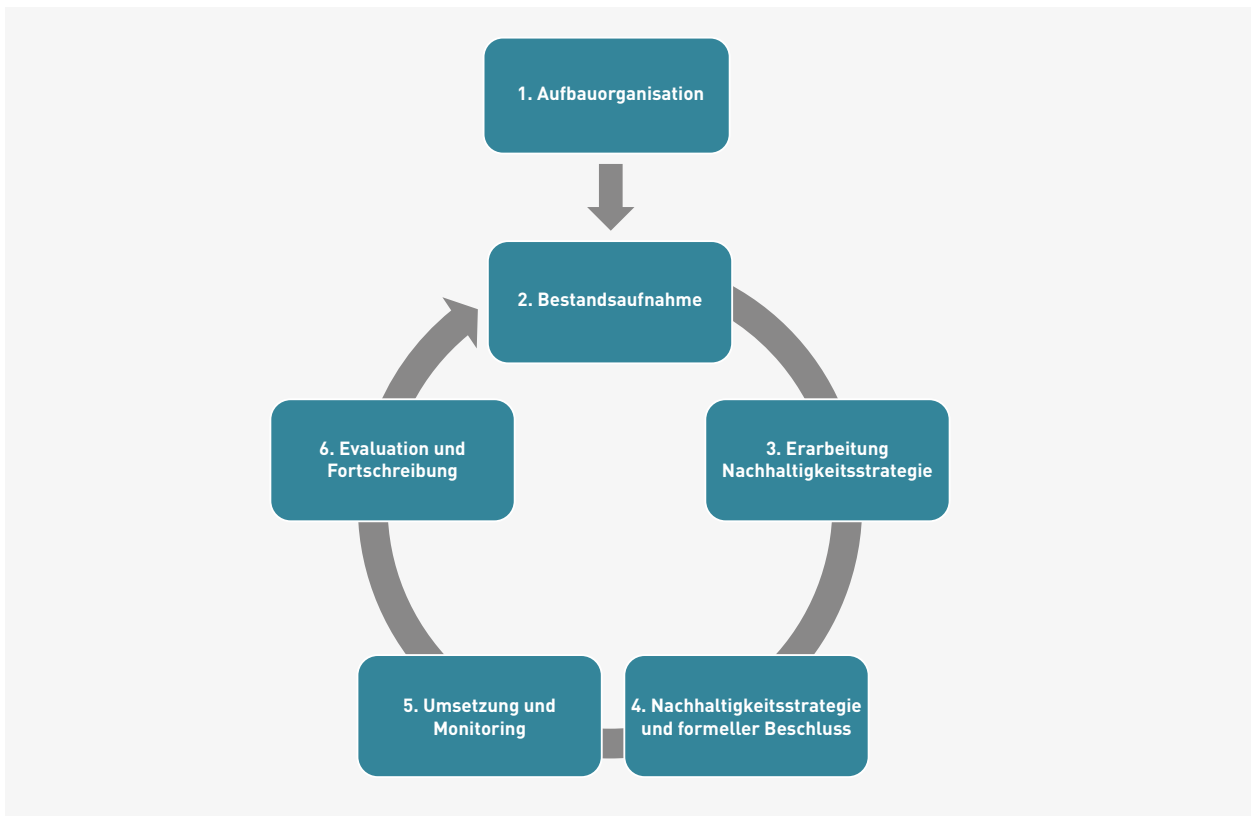 1. Aufbauorganisation
2. Bestandsaufnahme
3. Erarbeitung
Nachhaltigkeitsstrategie
4. Nachhaltigkeitsstrategie
und formeller Beschluss
5. Umsetzung und
Monitoring
6. Evaluation und
Fortschreibung